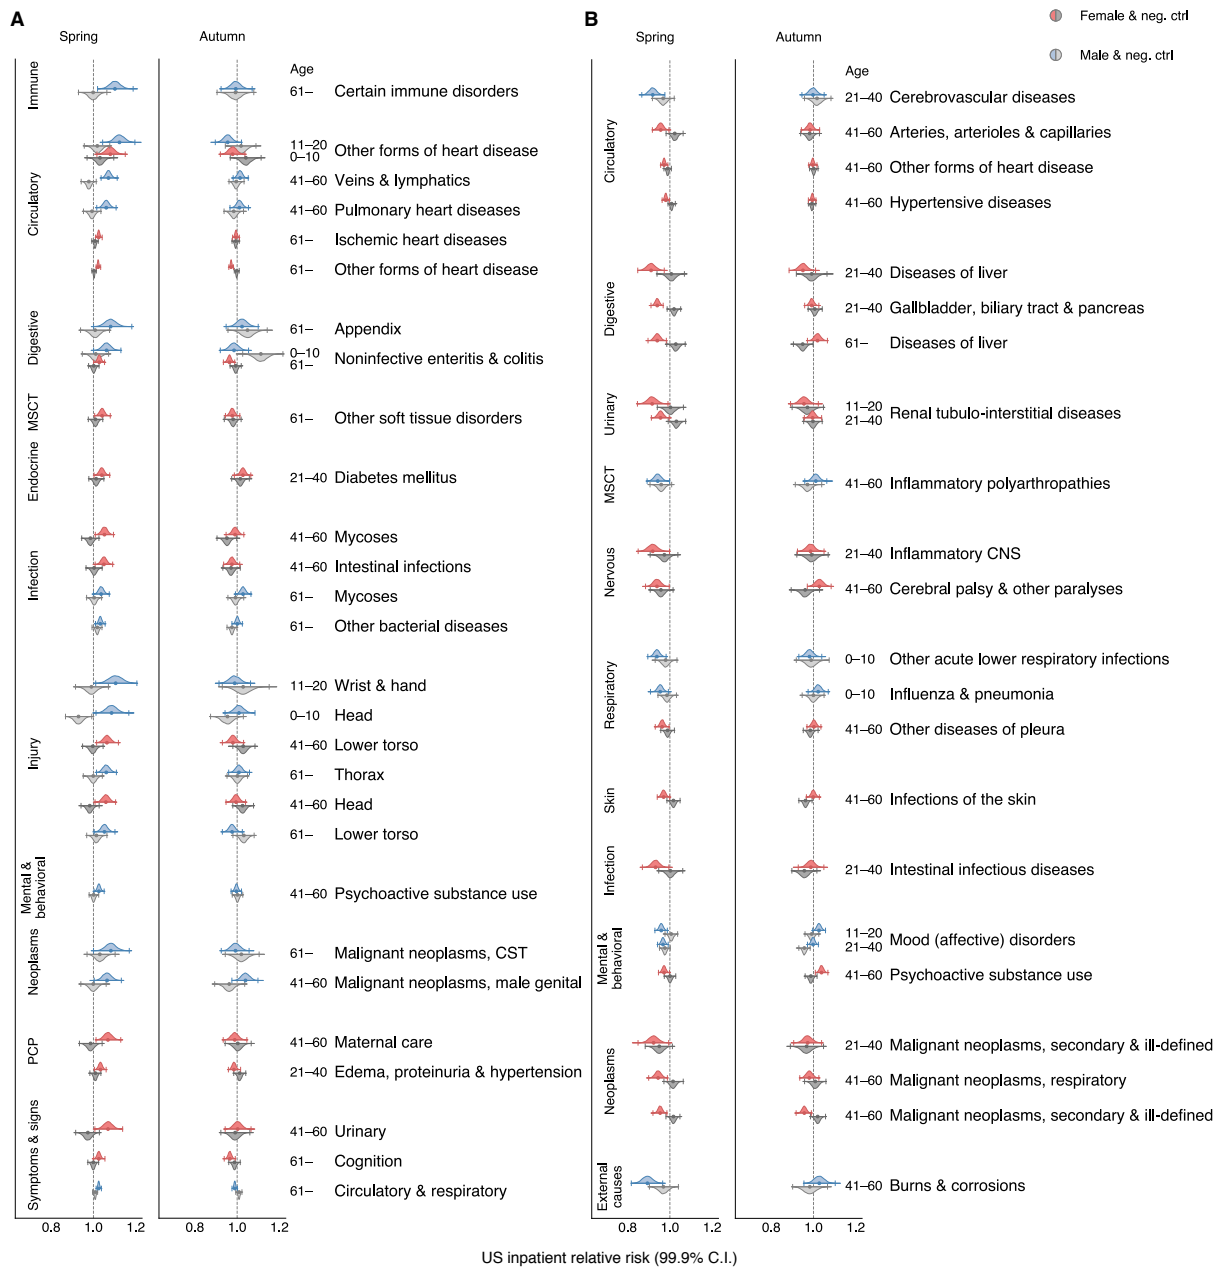 A
B
Female & neg. ctrl
Male & neg. ctrl
Spring
Autumn
Age
Immune
61– Certain immune disorders
Circulatory
11–20
0–10
Other forms of heart disease
41–60 Veins & lymphatics
41–60 Pulmonary heart diseases
61– Ischemic heart diseases
61– Other forms of heart disease
Digestive
61– Appendix
0–10
61–
Noninfective enteritis & colitis
MSCT
61– Other soft tissue disorders
Endocrine
21–40 Diabetes mellitus
Infection
41–60 Mycoses
41–60 Intestinal infections
61– Mycoses
61– Other bacterial diseases
Injury
11–20 Wrist & hand
0–10 Head
41–60 Lower torso
61– Thorax
41–60 Head
61– Lower torso
Mental &
behavioral
41–60 Psychoactive substance use
Neoplasms
61– Malignant neoplasms, CST
41–60 Malignant neoplasms, male genital
PCP
41–60 Maternal care
21–40 Edema, proteinuria & hypertension
Symptoms & signs
41–60 Urinary
61– Cognition
61– Circulatory & respiratory
0.8 1.0 1.2
0.8 1.0 1.2
Spring
Autumn
Age
Circulatory
21–40 Cerebrovascular diseases
41–60 Arteries, arterioles & capillaries
41–60 Other forms of heart disease
41–60 Hypertensive diseases
Digestive
21–40 Diseases of liver
21–40 Gallbladder, biliary tract & pancreas
61– Diseases of liver
Urinary
11–20
21–40
Renal tubulo-interstitial diseases
MSCT
41–60 Inflammatory polyarthropathies
Nervous
21–40 Inflammatory CNS
41–60 Cerebral palsy & other paralyses
Respiratory
0–10 Other acute lower respiratory infections
0–10 Influenza & pneumonia
41–60 Other diseases of pleura
Skin
41–60 Infections of the skin
Infection
21–40 Intestinal infectious diseases
Mental &
behavioral
11–20
21–40
Mood (affective) disorders
41–60 Psychoactive substance use
Neoplasms
21–40 Malignant neoplasms, secondary & ill-defined
41–60 Malignant neoplasms, respiratory
41–60 Malignant neoplasms, secondary & ill-defined
External
causes
41–60 Burns & corrosions
0.8 1.0 1.2
0.8 1.0 1.2
US inpatient relative risk (99.9% C.I.)